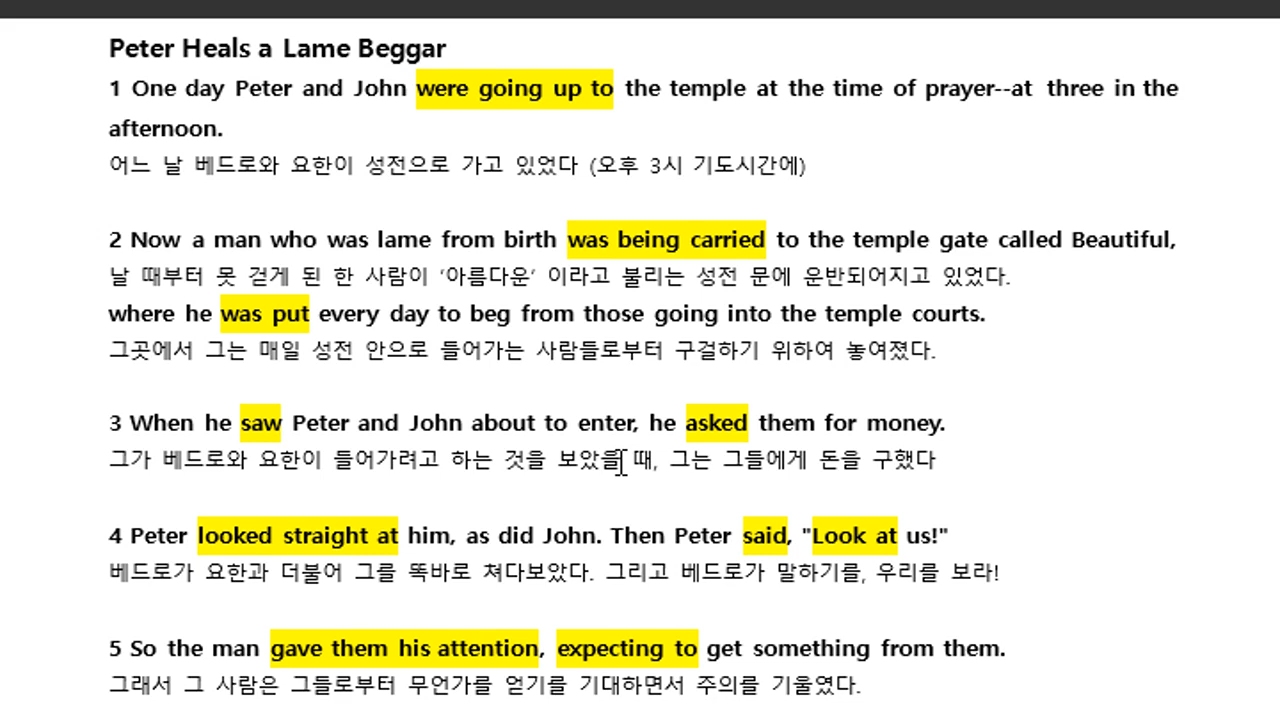 Peter Heals a Lame Beggar
1 One day Peter and John were going up to the temple at the time of prayer--at three in the
afternoon.
어느 날 베드로와 요한이 성전으로 가고 있었다 (오후 3시 기도시간에)
2 Now a man who was lame from birth was being carried to the temple gate called Beautiful,
날 때부터 못 걷게 된 한 사람이 ‘아름다운’ 이라고 불리는 성전 문에 운반되어지고 있었다.
where he was put every day to beg from those going into the temple courts.
그곳에서 그는 매일 성전 안으로 들어가는 사람들로부터 구걸하기 위하여 놓여졌다.
3 When he saw Peter and John about to enter, he asked them for money.
그가 베드로와 요한이 들어가려고 하는 것을 보았을 때, 그는 그들에게 돈을 구했다
4 Peter looked straight at him, as did John. Then Peter said, "Look at us!"
베드로가 요한과 더불어 그를 똑바로 쳐다보았다. 그리고 베드로가 말하기를, 우리를 보라!
5 So the man gave them his attention, expecting to get something from them.
그래서 그 사람은 그들로부터 무언가를 얻기를 기대하면서 주의를 기울였다.